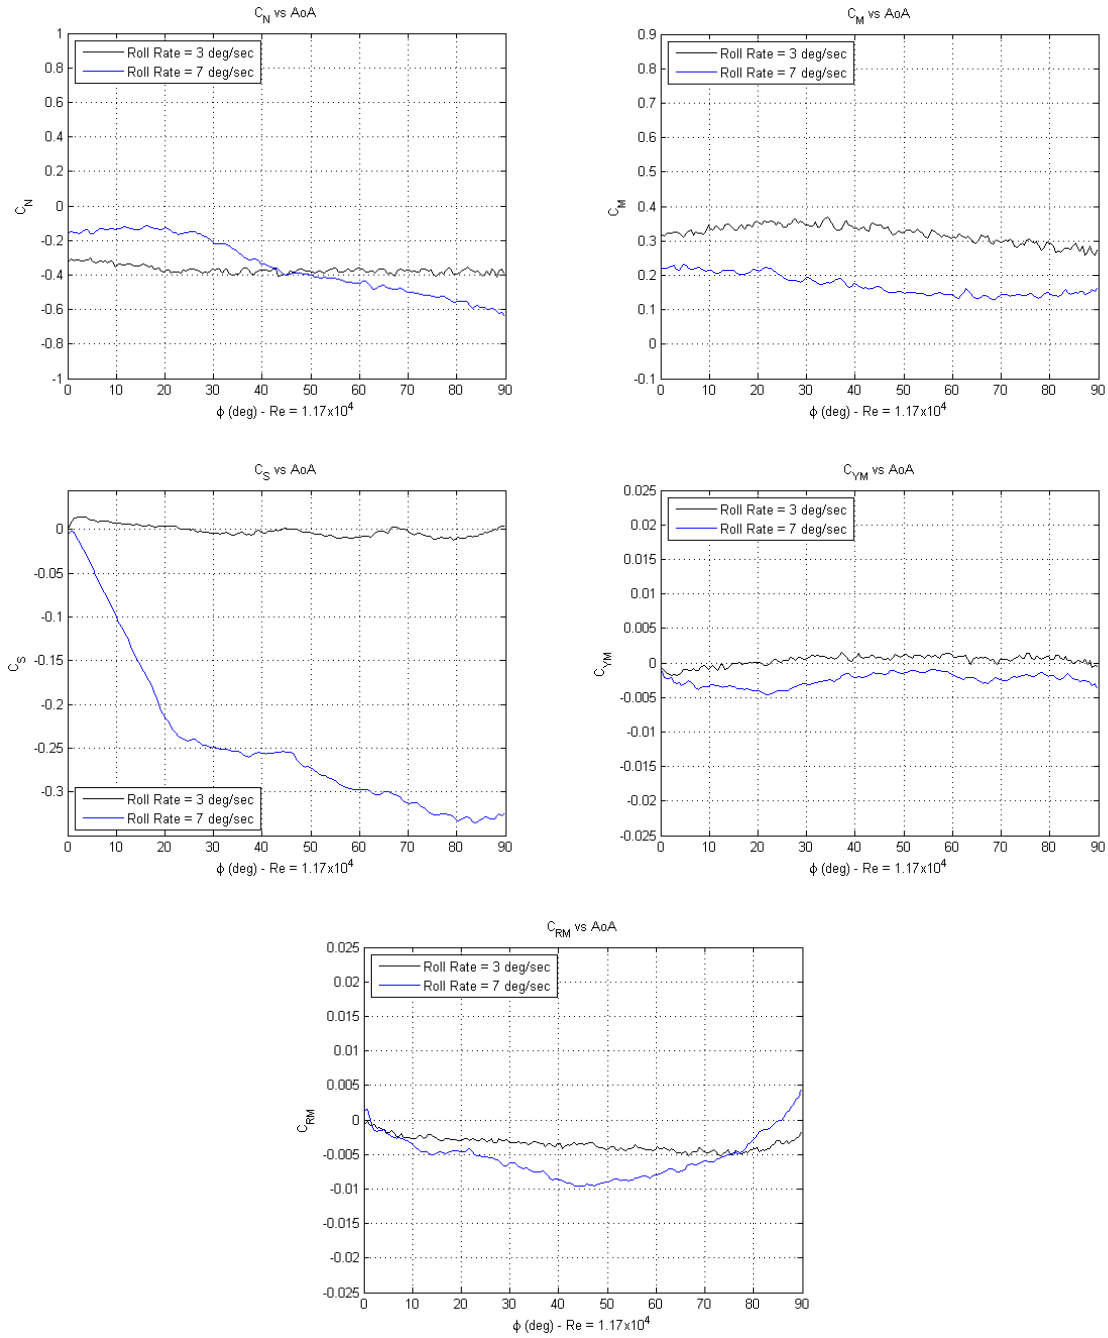 C_N vs AoA
Roll Rate = 3 deg/sec
Roll Rate = 7 deg/sec
1
0.8
0.6
0.4
0.2
0
-0.2
-0.4
-0.6
-0.8
-1
C_N
0 10 20 30 40 50 60 70 80 90
ϕ (deg) - Re = 1.17x10^4
C_M vs AoA
Roll Rate = 3 deg/sec
Roll Rate = 7 deg/sec
0.9
0.8
0.7
0.6
0.5
0.4
0.3
0.2
0.1
0
-0.1
C_M
0 10 20 30 40 50 60 70 80 90
ϕ (deg) - Re = 1.17x10^4
C_S vs AoA
0
-0.05
-0.1
-0.15
-0.2
-0.25
-0.3
C_S
Roll Rate = 3 deg/sec
Roll Rate = 7 deg/sec
0 10 20 30 40 50 60 70 80 90
ϕ (deg) - Re = 1.17x10^4
C_YM vs AoA
Roll Rate = 3 deg/sec
Roll Rate = 7 deg/sec
0.025
0.02
0.015
0.01
0.005
0
-0.005
-0.01
-0.015
-0.02
-0.025
C_YM
0 10 20 30 40 50 60 70 80 90
ϕ (deg) - Re = 1.17x10^4
C_RM vs AoA
Roll Rate = 3 deg/sec
Roll Rate = 7 deg/sec
0.025
0.02
0.015
0.01
0.005
0
-0.005
-0.01
-0.015
-0.02
-0.025
C_RM
0 10 20 30 40 50 60 70 80 90
ϕ (deg) - Re = 1.17x10^4